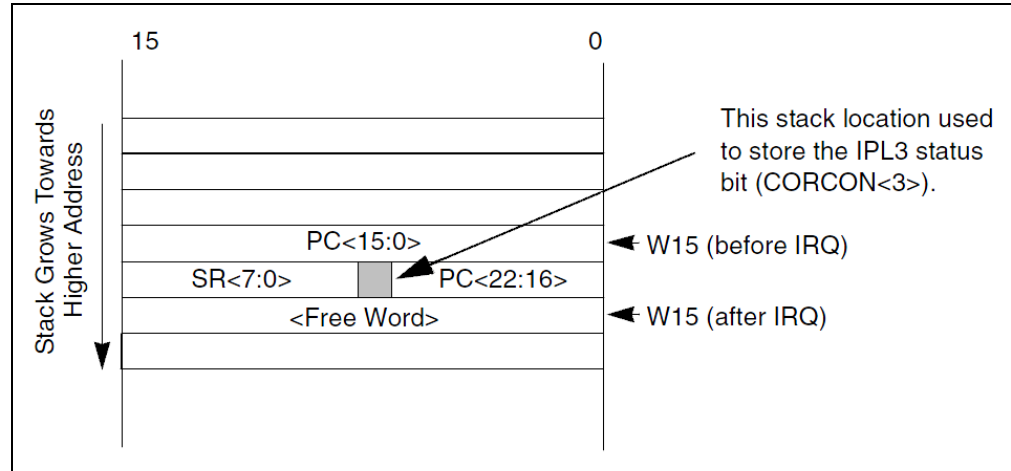 15
0
Stack Grows Towards
Higher Address
This stack location used
to store the IPL3 status
bit (CORCON<3>).
PC<15:0>
W15 (before IRQ)
SR<7:0>
PC<22:16>
<Free Word>
W15 (after IRQ)